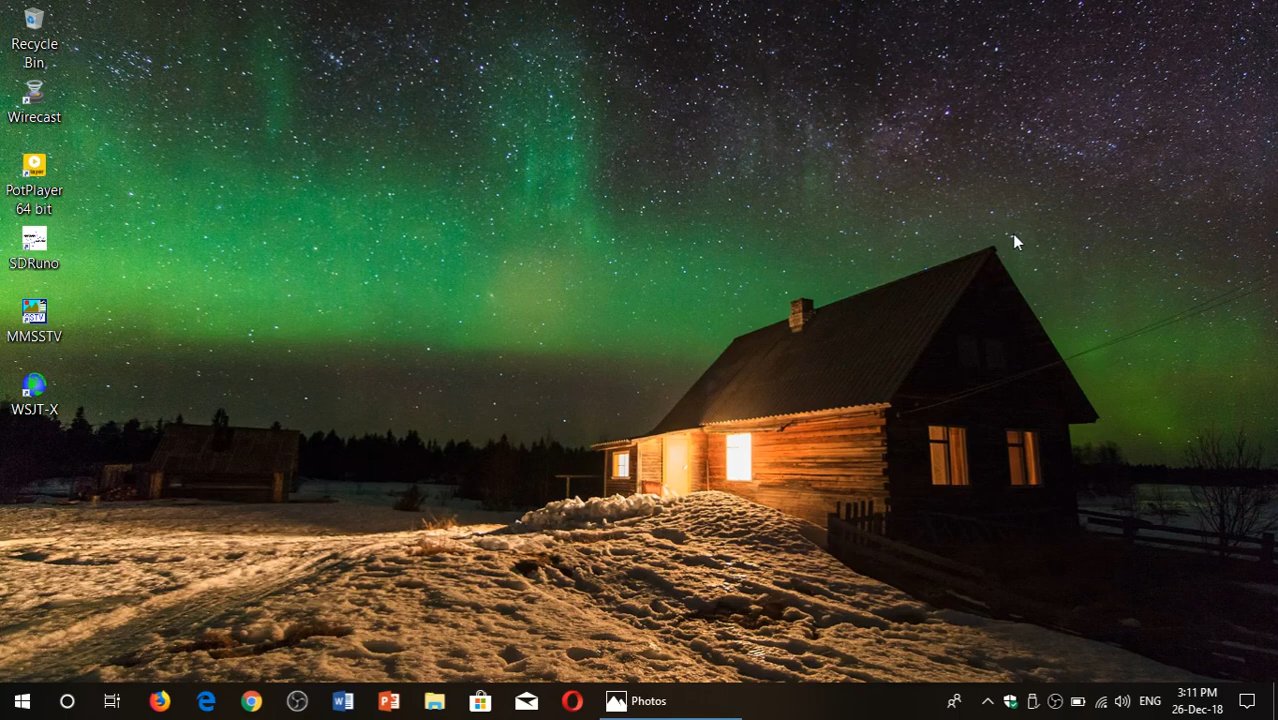 Recycle
Bin
Wirecast
PotPlayer
64 bit
SDRuno
MMSSTV
WSJT-X
Photos
ENG
3:11 PM
26-Dec-18